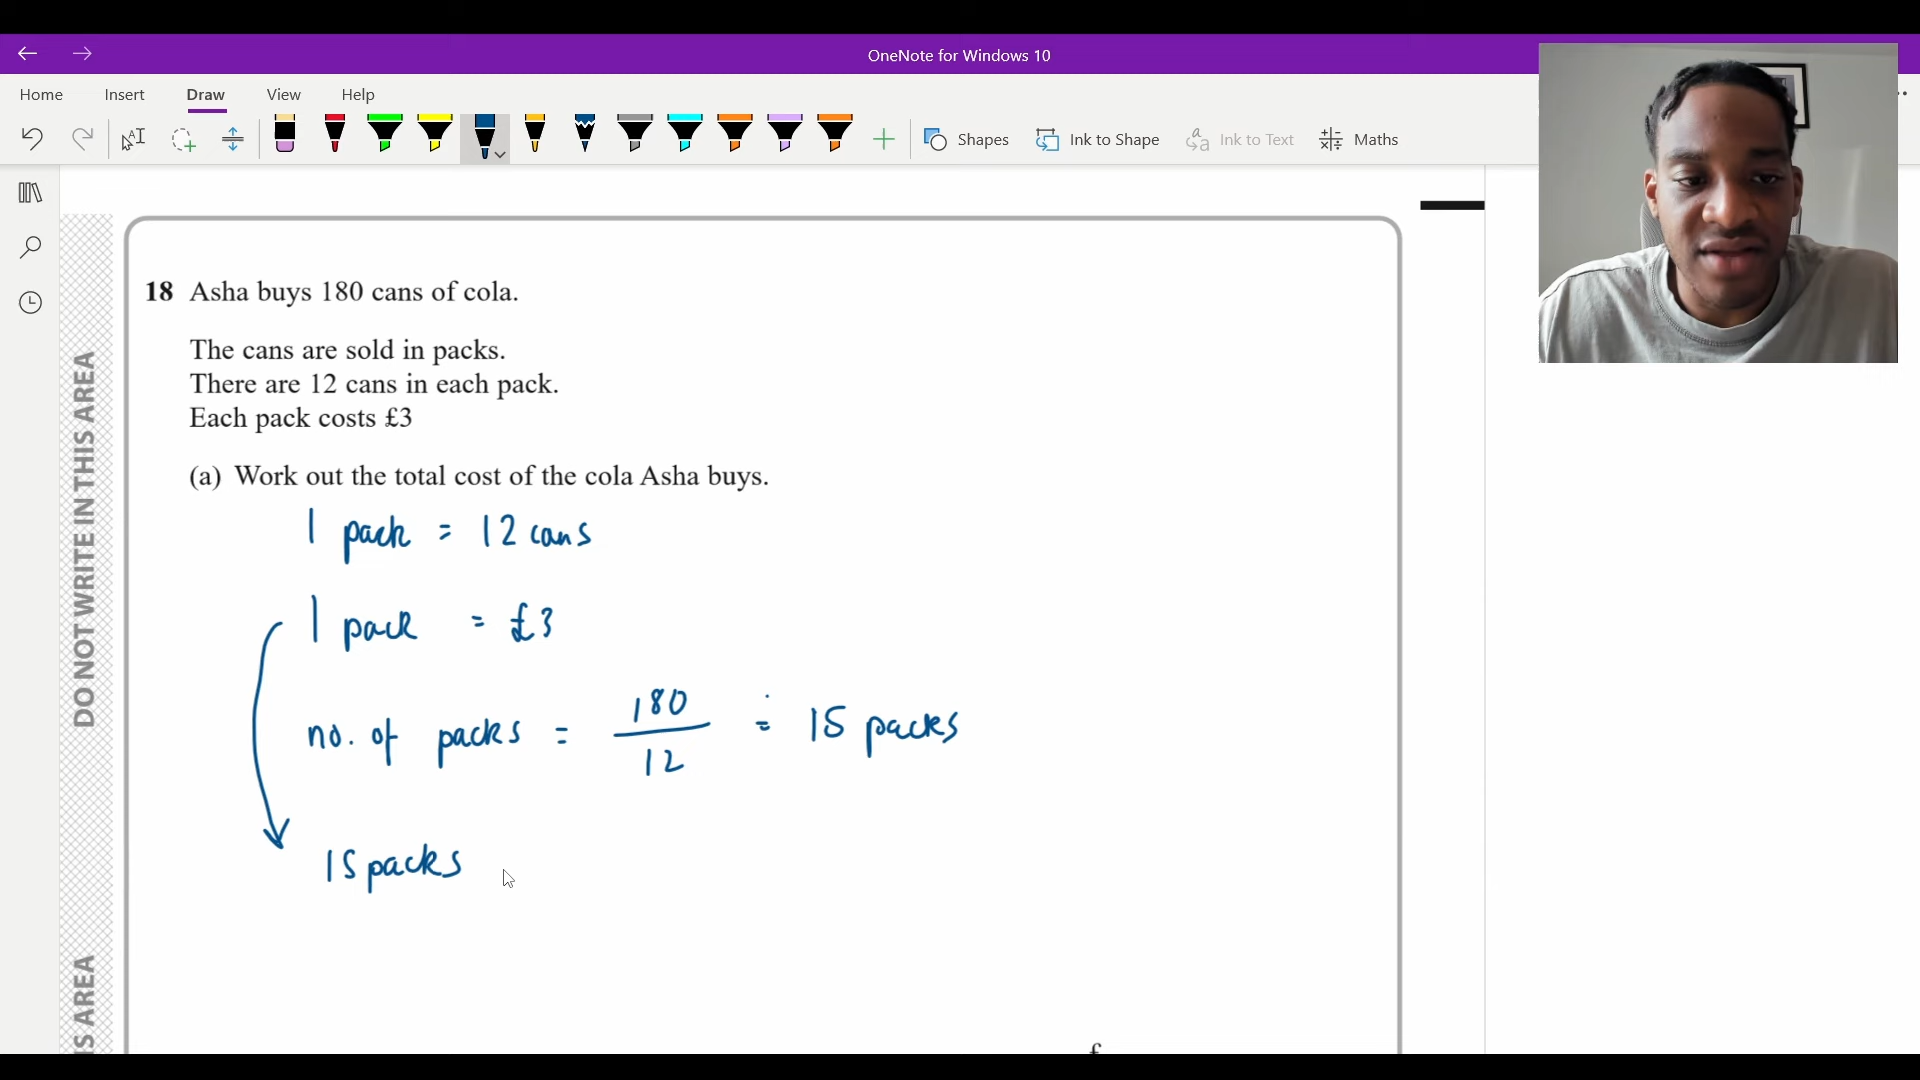 OneNote for Windows 10
Home Insert Draw View Help
Shapes Ink to Shape Ink to Text Maths
18 Asha buys 180 cans of cola.
The cans are sold in packs.
There are 12 cans in each pack.
Each pack costs £3
(a) Work out the total cost of the cola Asha buys.
1 pack = 12 cans
1 pack = £3
no. of packs = 180/12 = 15 packs
15 packs
DO NOT WRITE IN THIS AREA
IS AREA